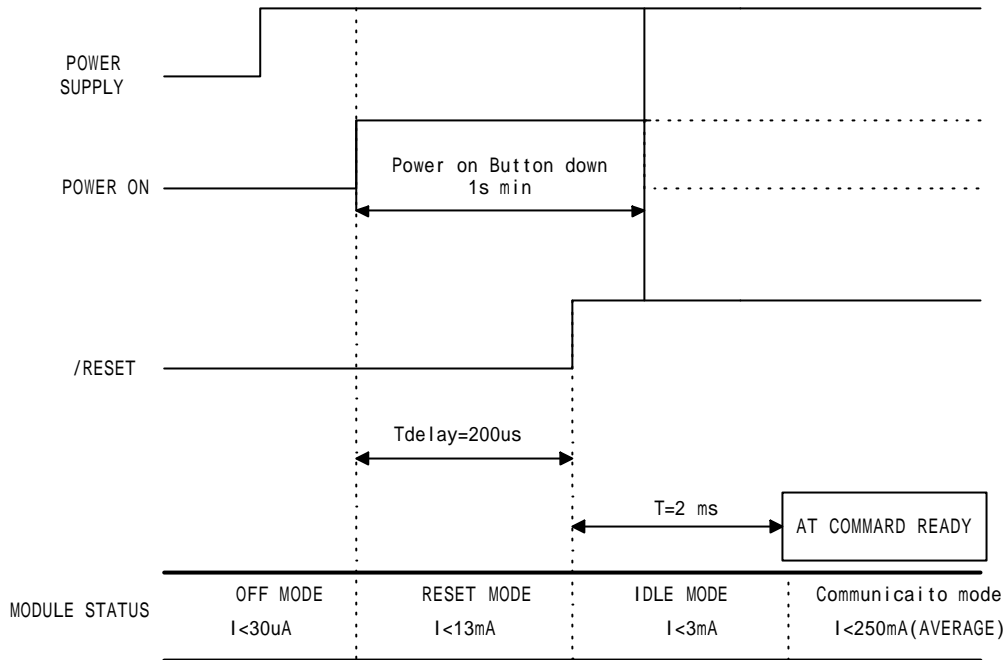 POWER
SUPPLY
POWER ON
Power on Button down
1s min
/RESET
Tdelay=200us
T=2 ms
AT COMMARD READY
MODULE STATUS
OFF MODE
I<30uA
RESET MODE
I<13mA
IDLE MODE
I<3mA
Communicaito mode
I<250mA(AVERAGE)